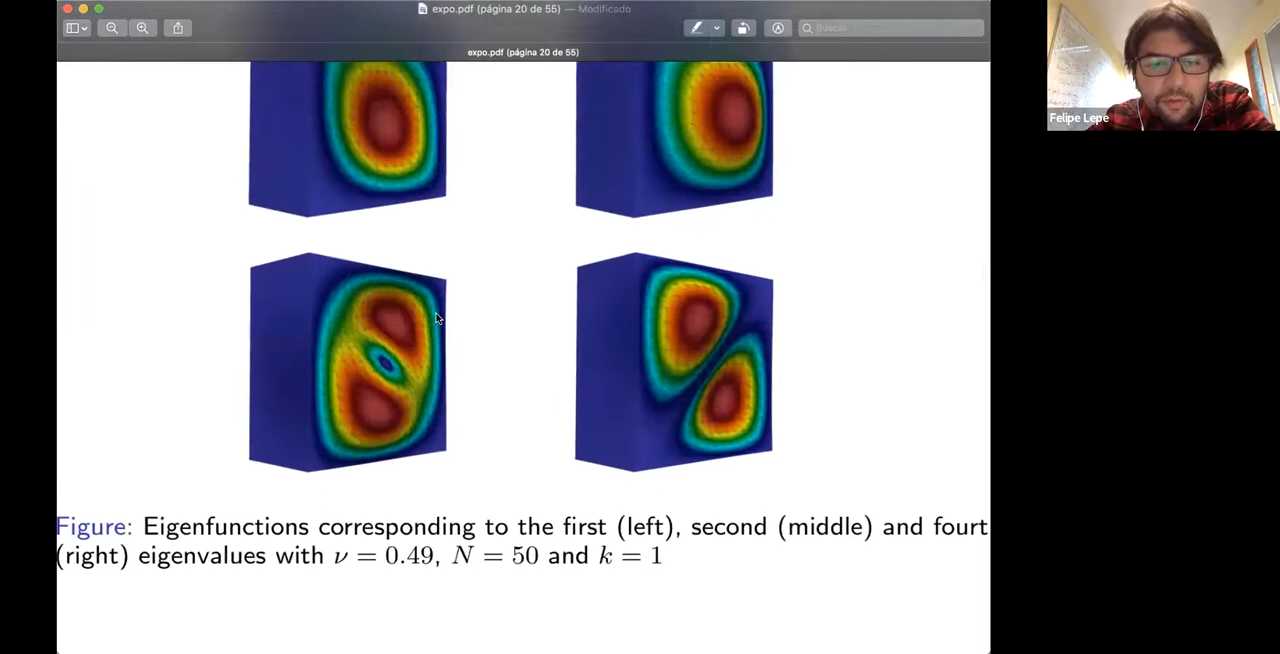 expo.pdf (página 20 de 55) — Modificado
Buscar
expo.pdf (página 20 de 55)
Felipe Lepe
Figure: Eigenfunctions corresponding to the first (left), second (middle) and fourt
(right) eigenvalues with ν = 0.49, N = 50 and k = 1